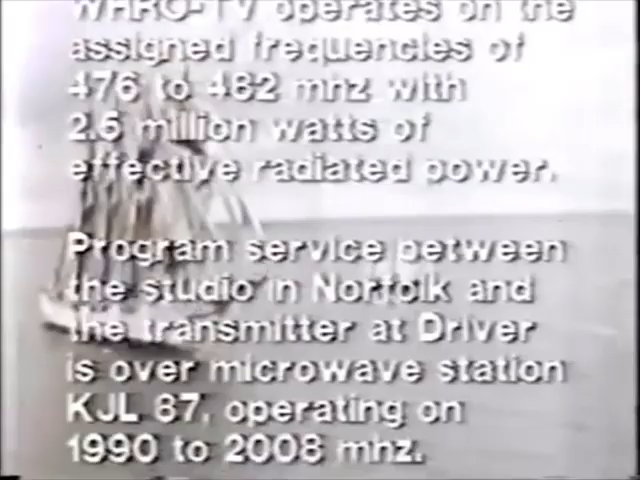 WHRO-TV operates on the
assigned frequencies of
476 to 482 mhz with
2.5 million watts of
effective radiated power.
Program service between
the studio in Norfolk and
the transmitter at Driver
is over microwave station
KJL 87, operating on
1990 to 2008 mhz.